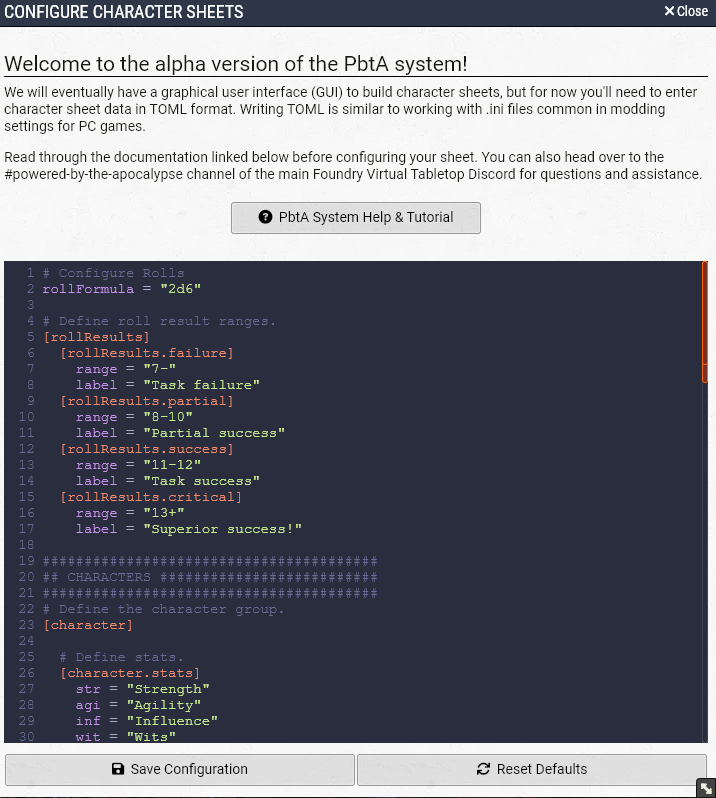 CONFIGURE CHARACTER SHEETS
Close
Welcome to the alpha version of the PbtA system!
We will eventually have a graphical user interface (GUI) to build character sheets, but for now you'll need to enter
character sheet data in TOML format. Writing TOML is similar to working with .ini files common in modding
settings for PC games.
Read through the documentation linked below before configuring your sheet. You can also head over to the
#powered-by-the-apocalypse channel of the main Foundry Virtual Tabletop Discord for questions and assistance.
PbtA System Help & Tutorial
1 # Configure Rolls
2 rollFormula = "2d6"
3
4 # Define roll result ranges.
5 [rollResults]
6 [rollResults.failure]
7 range = "7-"
8 label = "Task failure"
9 [rollResults.partial]
10 range = "8-10"
11 label = "Partial success"
12 [rollResults.success]
13 range = "11-12"
14 label = "Task success"
15 [rollResults.critical]
16 range = "13+"
17 label = "Superior success!"
18
19 ########################################
20 ## CHARACTERS ##########################
21 ########################################
22 # Define the character group.
23 [character]
24
25 # Define stats.
26 [character.stats]
27 str = "Strength"
28 agi = "Agility"
29 inf = "Influence"
30 wit = "Wits"
Save Configuration
Reset Defaults